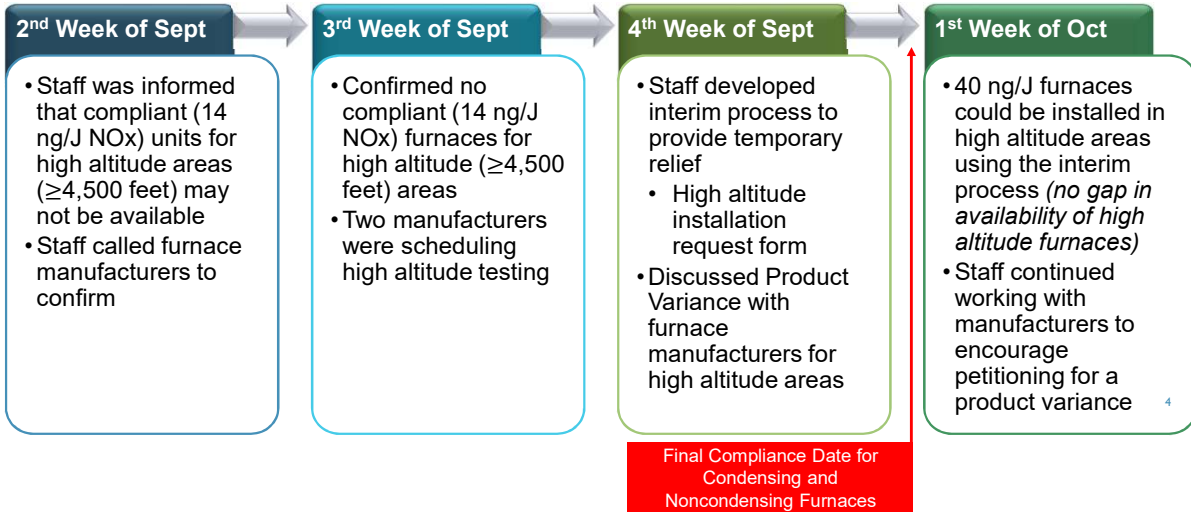 2nd Week of Sept
• Staff was informed
that compliant (14
ng/J NOx) units for
high altitude areas
(≥4,500 feet) may
not be available
• Staff called furnace
manufacturers to
confirm
3rd Week of Sept
• Confirmed no
compliant (14 ng/J
NOx) furnaces for
high altitude (≥4,500
feet) areas
• Two manufacturers
were scheduling
high altitude testing
4th Week of Sept
• Staff developed
interim process to
provide temporary
relief
• High altitude
installation
request form
• Discussed Product
Variance with
furnace
manufacturers for
high altitude areas
1st Week of Oct
• 40 ng/J furnaces
could be installed in
high altitude areas
using the interim
process (no gap in
availability of high
altitude furnaces)
• Staff continued
working with
manufacturers to
encourage
petitioning for a
product variance
4
Final Compliance Date for
Condensing and
Noncondensing Furnaces